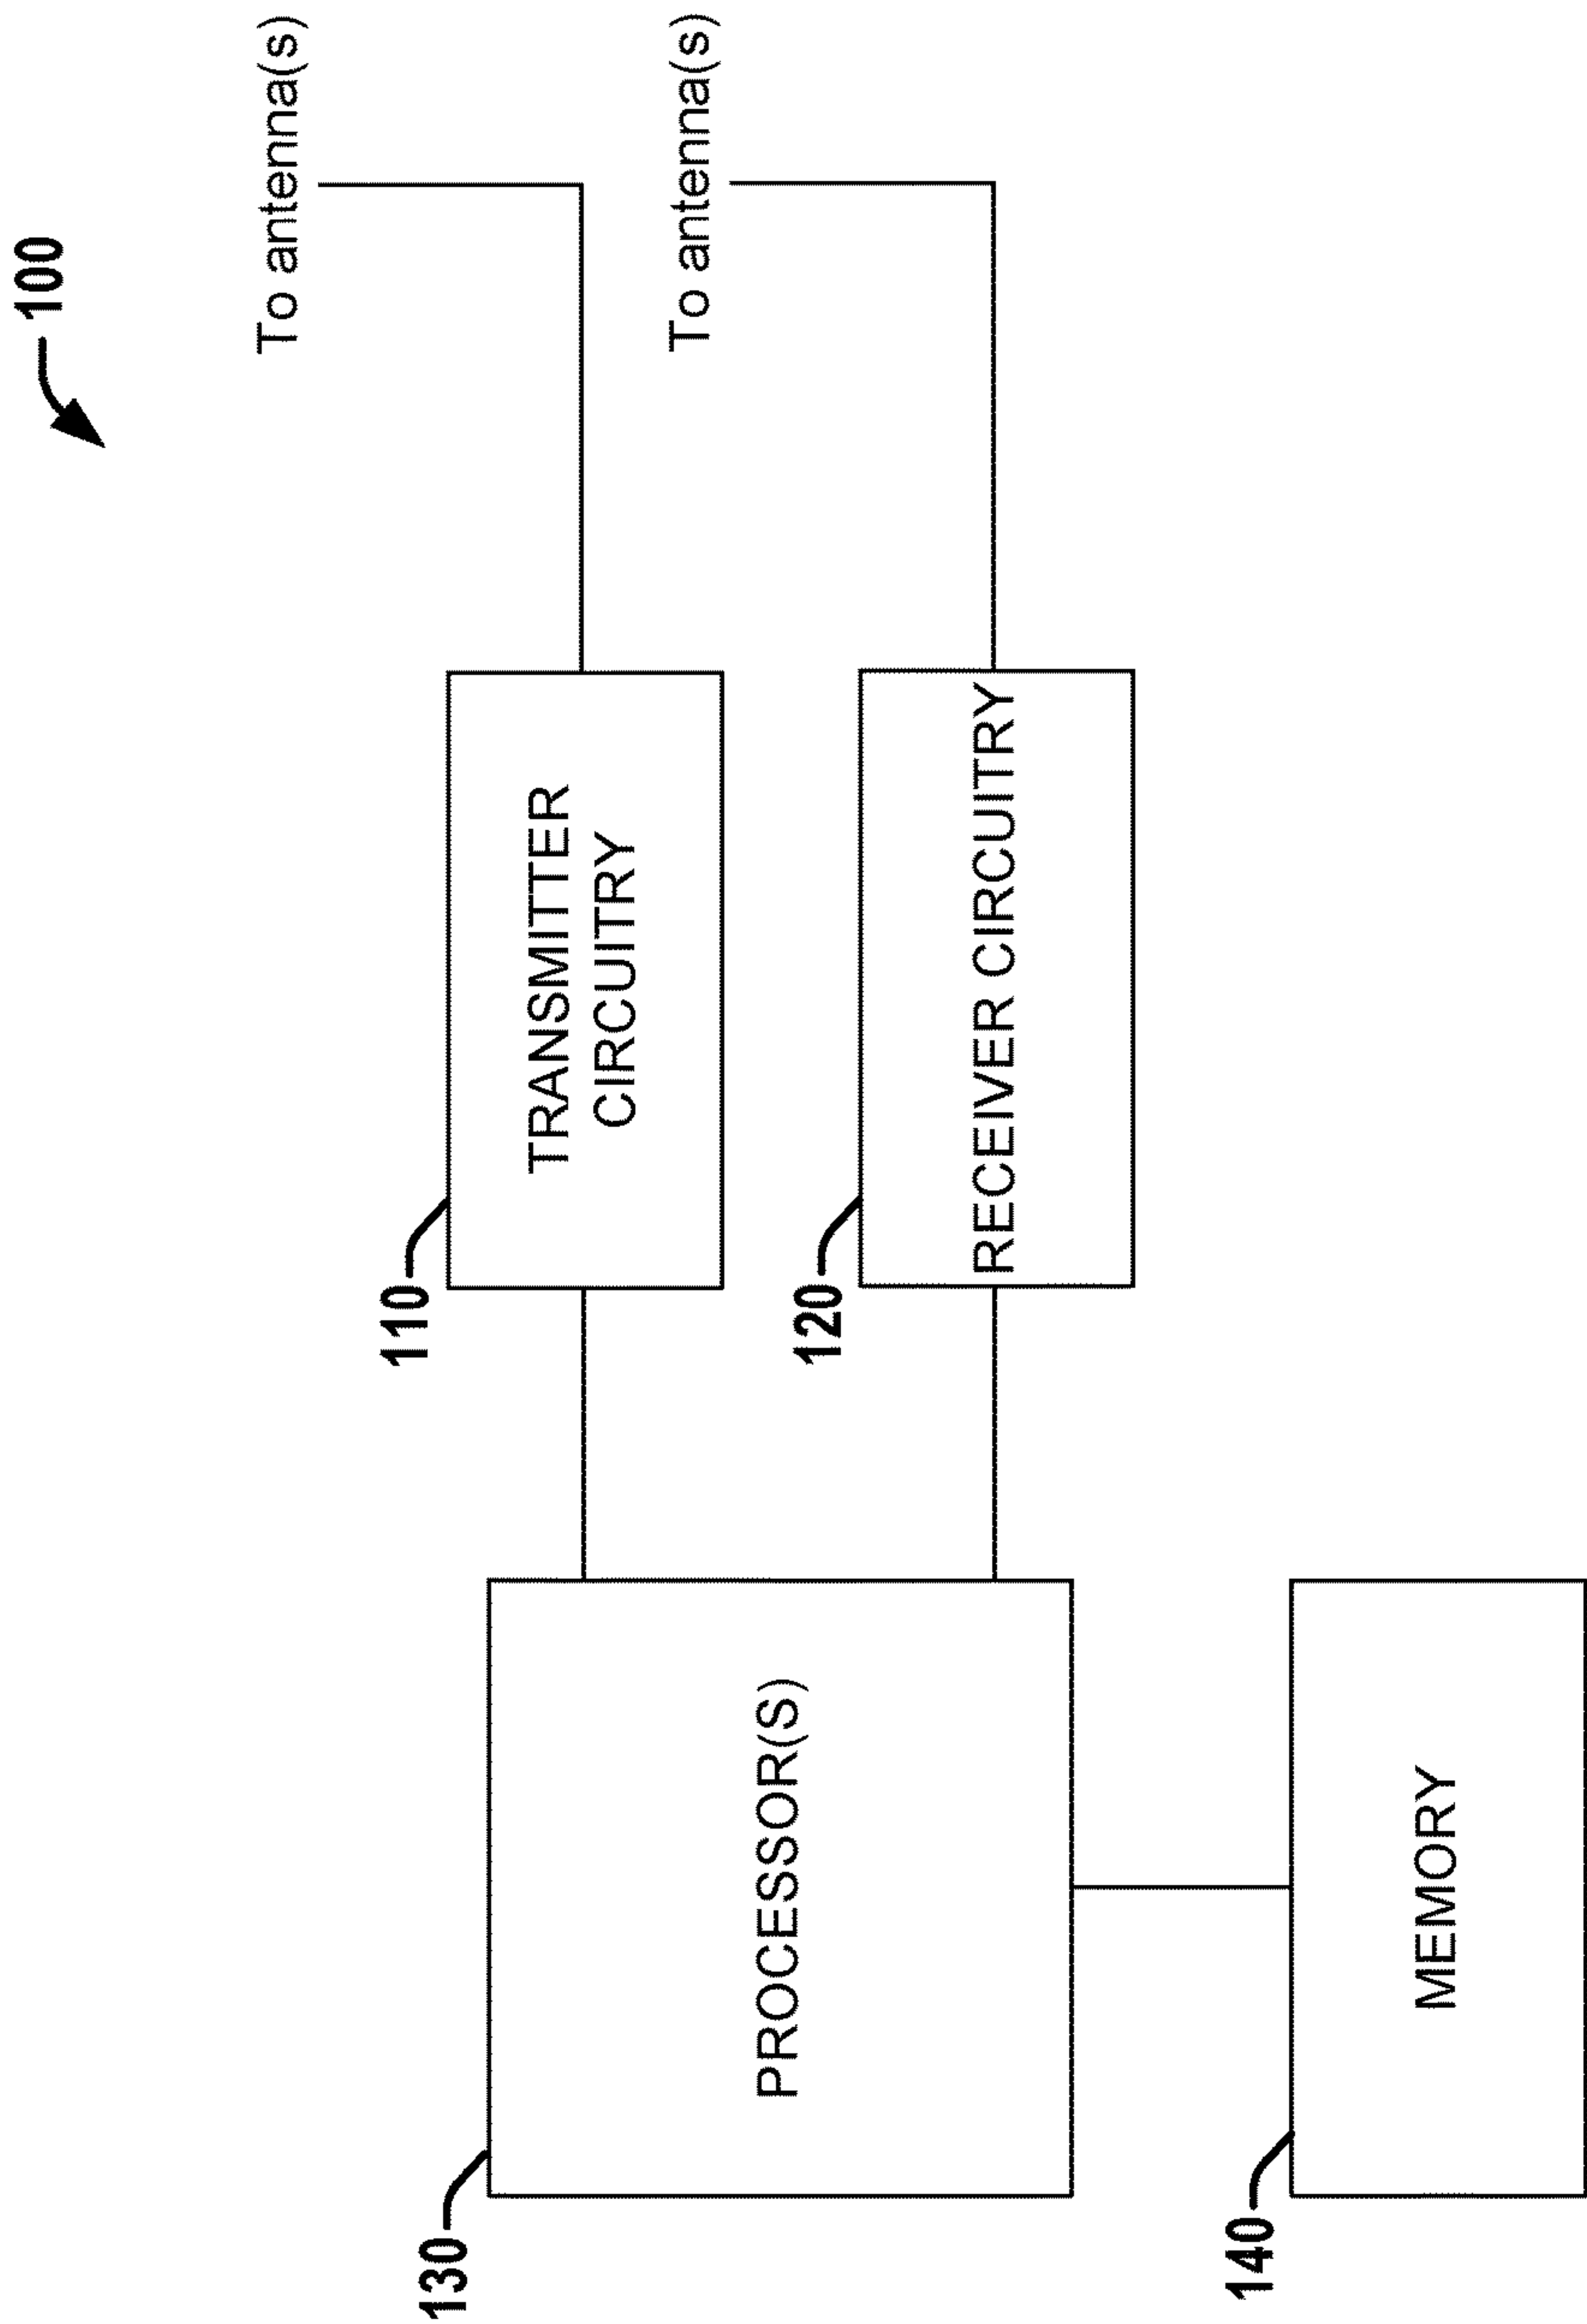 100
To antenna(s)
110
TRANSMITTER
CIRCUITRY
To antenna(s)
120
RECEIVER CIRCUITRY
130
PROCESSOR(S)
140
MEMORY